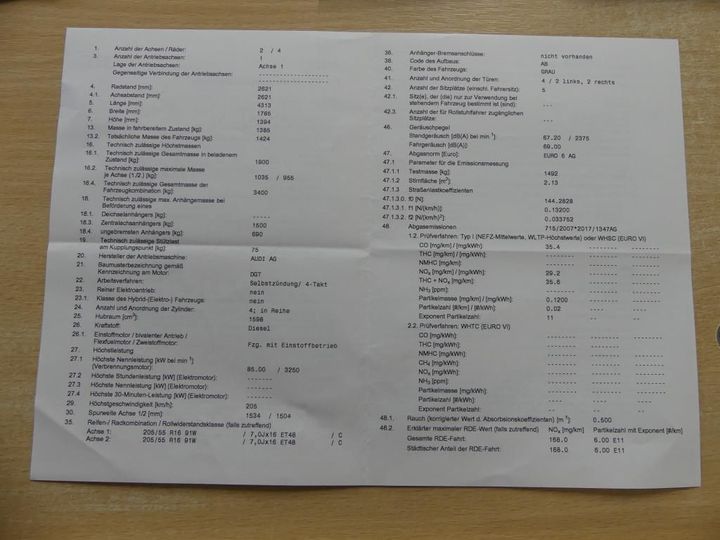 1. Anzahl der Achsen / Räder: 2 / 4
3. Anzahl der Antriebsachsen: 1
Lage der Antriebsachsen: Achse 1
Gegenseitige Verbindung der Antriebsachsen: ----------------
----------------
4. Radstand [mm]: 2621
4.1. Achsabstand [mm]: 2621
5. Länge [mm]: 4313
6. Breite [mm]: 1785
7. Höhe [mm]: 1394
13. Masse in fahrbereitem Zustand [kg]: 1385
13.2. Tatsächliche Masse des Fahrzeugs [kg]: 1424
16. Technisch zulässige Höchstmassen
16.1. Technisch zulässige Gesamtmasse in beladenem
Zustand [kg]: 1900
16.2. Technisch zulässige maximale Masse
je Achse (1./2.) [kg]: 1035 / 955
16.4. Technisch zulässige Gesamtmasse der
Fahrzeugkombination [kg]: 3400
18. Technisch zulässige max. Anhängemasse bei
Beförderung eines
18.1. Deichselanhängers [kg]: ------
18.3. Zentralachsanhängers [kg]: 1500
18.4. ungebremsten Anhängers [kg]: 690
19. Technisch zulässige Stützlast
am Kupplungspunkt [kg]: 75
20. Hersteller der Antriebsmaschine: AUDI AG
21. Baumusterbezeichnung gemäß
Kennzeichnung am Motor: DGT
22. Arbeitsverfahren: Selbstzündung/ 4-Takt
23. Reiner Elektroantrieb: nein
23.1. Klasse des Hybrid-(Elektro-) Fahrzeugs: nein
24. Anzahl und Anordnung der Zylinder: 4; in Reihe
25. Hubraum [cm³]: 1598
26. Kraftstoff: Diesel
26.1. Einstoffmotor / bivalenter Antrieb /
Flexfuelmotor / Zweistoffmotor: Fzg. mit Einstoffbetrieb
27. Höchstleistung
27.1 Höchste Nennleistung [kW bei min⁻¹]
(Verbrennungsmotor): 85.00 / 3250
27.2 Höchste Stundenleistung [kW] (Elektromotor): ------
27.3 Höchste Nennleistung [kW] (Elektromotor): ------
27.4 Höchste 30-Minuten-Leistung [kW] (Elektromotor): ------
29. Höchstgeschwindigkeit [km/h]: 205
30. Spurweite Achse 1/2 [mm]: 1534 / 1504
35. Reifen-/ Radkombination / Rollwiderstandsklasse (falls zutreffend)
Achse 1: 205/55 R16 91W / 7,0Jx16 ET48 / C
Achse 2: 205/55 R16 91W / 7,0Jx16 ET48 / C
36. Anhänger-Bremsanschlüsse: nicht vorhanden
38. Code des Aufbaus: AB
40. Farbe des Fahrzeugs: GRAU
41. Anzahl und Anordnung der Türen: 4 / 2 links, 2 rechts
42. Anzahl der Sitzplätze (einschl. Fahrersitz): 5
42.1. Sitz(e), der (die) nur zur Verwendung bei
stehendem Fahrzeug bestimmt ist (sind): ---
42.3. Anzahl der für Rollstuhlfahrer zugänglichen
Sitzplätze: ---
46. Geräuschpegel
Standgeräusch [dB(A) bei min⁻¹]: 67.20 / 2375
Fahrgeräusch [dB(A)]: 69.00
47. Abgasnorm [Euro]: EURO 6 AG
47.1 Parameter für die Emissionsmessung
47.1.1 Testmasse [kg]: 1492
47.1.2 Stirnfläche [m²]: 2.13
47.1.3 Straßenlastkoeffizienten
47.1.3.0. f0 [N]: 144.2828
47.1.3.1. f1 [N/(km/h)]: 0.13200
47.1.3.2. f2 [N/(km/h)²]: 0.033752
48. Abgasemissionen 715/2007*2017/1347AG
1.2. Prüfverfahren: Typ I (NEFZ-Mittelwerte, WLTP-Höchstwerte) oder WHSC (EURO VI)
CO [mg/km] / [mg/kWh]: 35.4 -------- --------
THC [mg/km] / [mg/kWh]: -------- -------- --------
NMHC [mg/km]: -------- -------- --------
NOₓ [mg/km] / [mg/kWh]: 29.2 -------- --------
THC + NOₓ [mg/km]: 35.6 -------- --------
NH₃ [ppm]: -------- -------- --------
Partikelmasse [mg/km] / [mg/kWh]: 0.1200 -------- --------
Partikelzahl [#/km] / [#/kWh]: 0.02 ---- ----
Exponent Partikelzahl: 11 -- --
2.2. Prüfverfahren: WHTC (EURO VI)
CO [mg/kWh]: -------- -------- --------
THC [mg/kWh]: -------- -------- --------
NMHC [mg/kWh]: -------- -------- --------
CH₄ [mg/kWh]: -------- -------- --------
NOₓ [mg/kWh]: -------- -------- --------
NH₃ [ppm]: -------- -------- --------
Partikelmasse [mg/kWh]: -------- -------- --------
Partikelzahl [#/kWh]: ---- ---- ----
Exponent Partikelzahl: -- -- --
48.1. Rauch (korrigierter Wert d. Absorbtionskoeffizienten) [m⁻¹]: 0.500
48.2. Erklärter maximaler RDE-Wert (falls zutreffend) NOₓ [mg/km] Partikelzahl mit Exponent [#/km]
Gesamte RDE-Fahrt: 168.0 6.00 E11
Städtischer Anteil der RDE-Fahrt: 168.0 6.00 E11